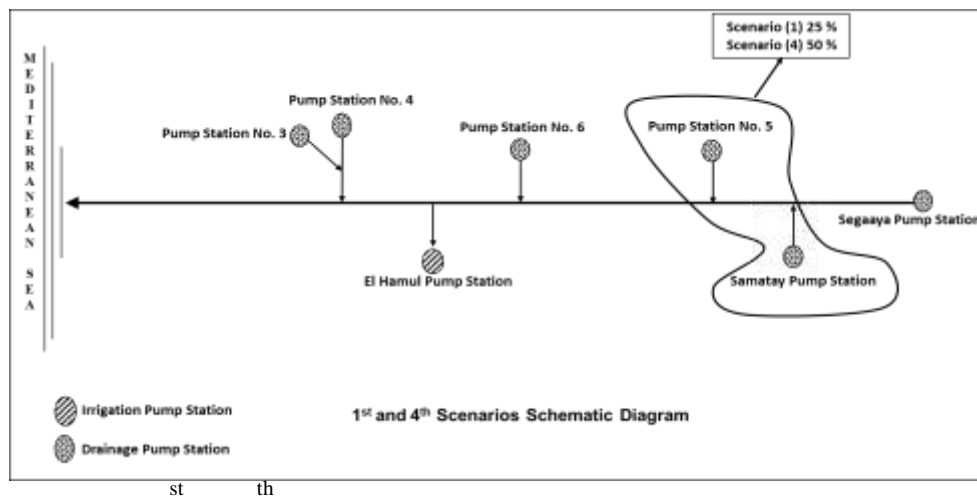 Scenario (1) 25 %
Scenario (4) 50 %
MEDITERRANEAN SEA
Pump Station No. 4
Pump Station No. 3
Pump Station No. 6
Pump Station No. 5
Segaaya Pump Station
El Hamul Pump Station
Samatay Pump Station
Irrigation Pump Station
1st and 4th Scenarios Schematic Diagram
Drainage Pump Station
st th